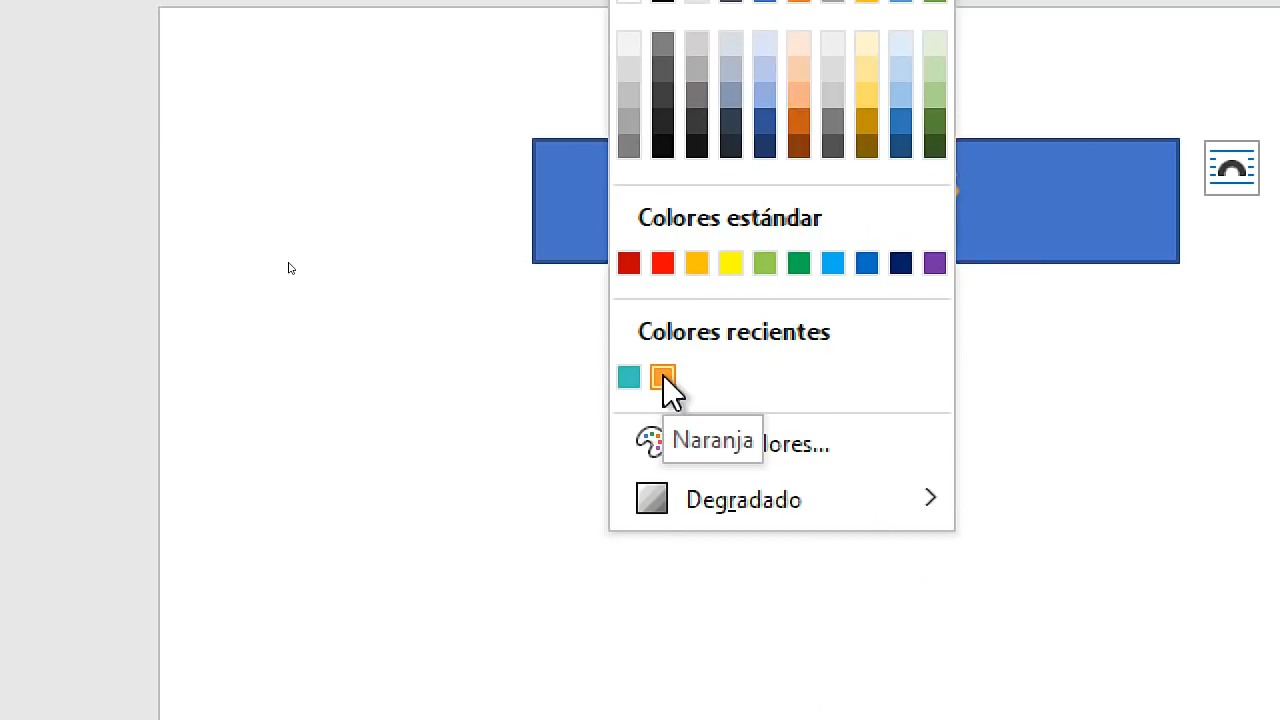 Colores estándar
Colores recientes
Naranja
lores...
Degradado